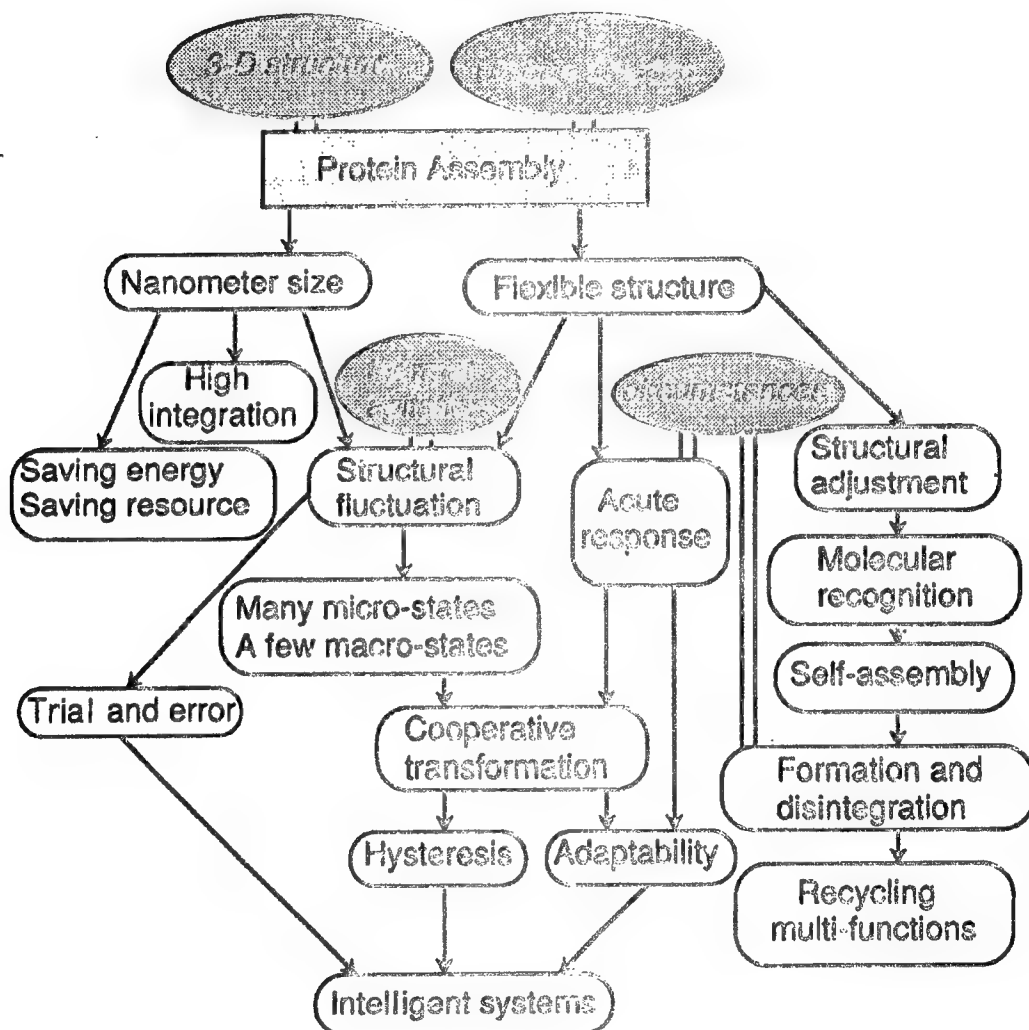 3-D structure
Protein Assembly
Nanometer size
Flexible structure
High
integration
circumstances
Saving energy
Saving resource
Structural
fluctuation
Acute
response
Structural
adjustment
Molecular
recognition
Many micro-states
A few macro-states
Self-assembly
Trial and error
Cooperative
transformation
Formation and
disintegration
Hysteresis
Adaptability
Recycling
multi-functions
Intelligent systems